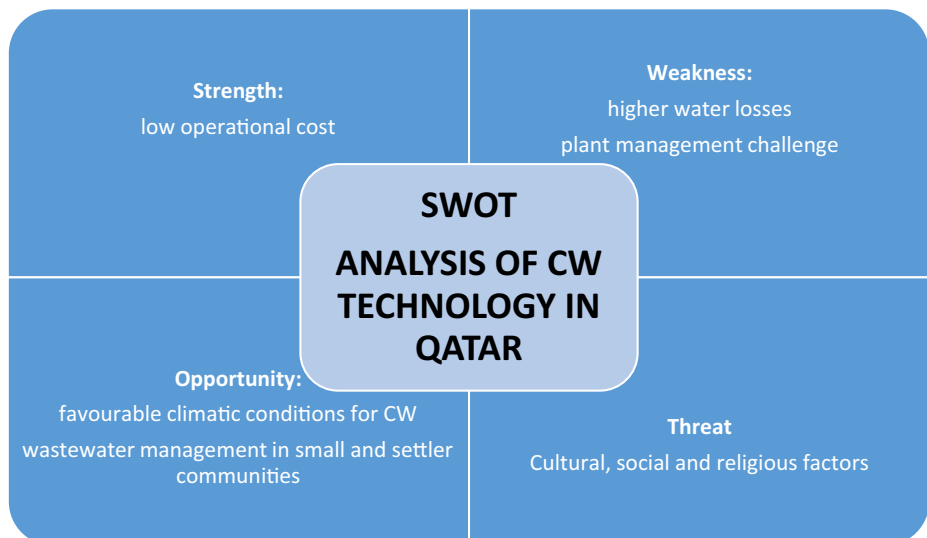 Strength:
low operational cost
Weakness:
higher water losses
plant management challenge
SWOT
ANALYSIS OF CW
TECHNOLOGY IN
QATAR
Opportunity:
favourable climatic conditions for CW
wastewater management in small and settler
communities
Threat
Cultural, social and religious factors